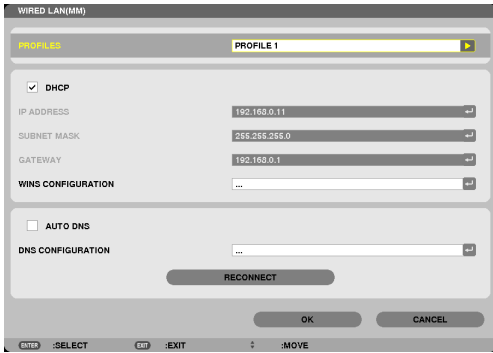 WIRED LAN(MM)
PROFILES PROFILE 1
DHCP
IP ADDRESS 192.168.0.11
SUBNET MASK 255.255.255.0
GATEWAY 192.168.0.1
WINS CONFIGURATION ...
AUTO DNS
DNS CONFIGURATION ...
RECONNECT
OK CANCEL
ENTER :SELECT EXIT :EXIT :MOVE